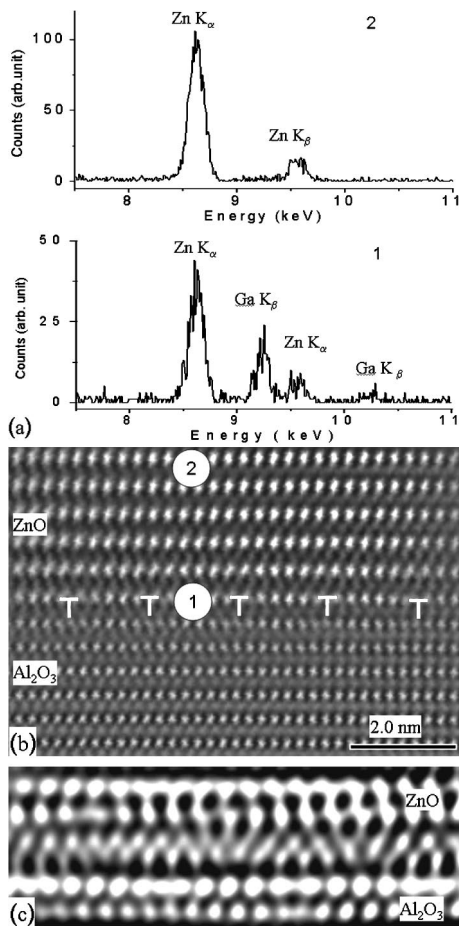 Zn Kα
2
100
Zn Kβ
50
0
Counts (arb.unit)
8 9 10 11
Energy (keV)
50
Zn Kα
1
Ga Kβ
25
Zn Kα
Ga Kβ
0
Counts (arb. unit)
8 9 10 11
Energy ( keV)
(a)
2
ZnO
1
Al₂O₃
2.0 nm
(b)
ZnO
Al₂O₃
(c)